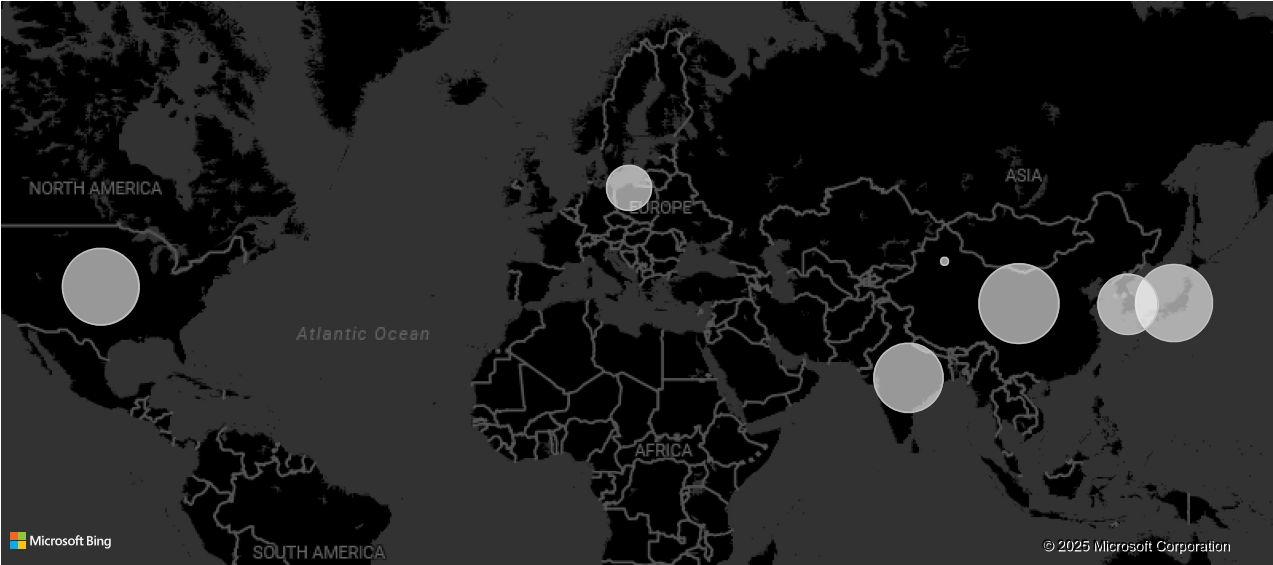 ASIA
NORTH AMERICA
EUROPE
Atlantic Ocean
AFRICA
Microsoft Bing
© 2025 Microsoft Corporation
SOUTH AMERICA